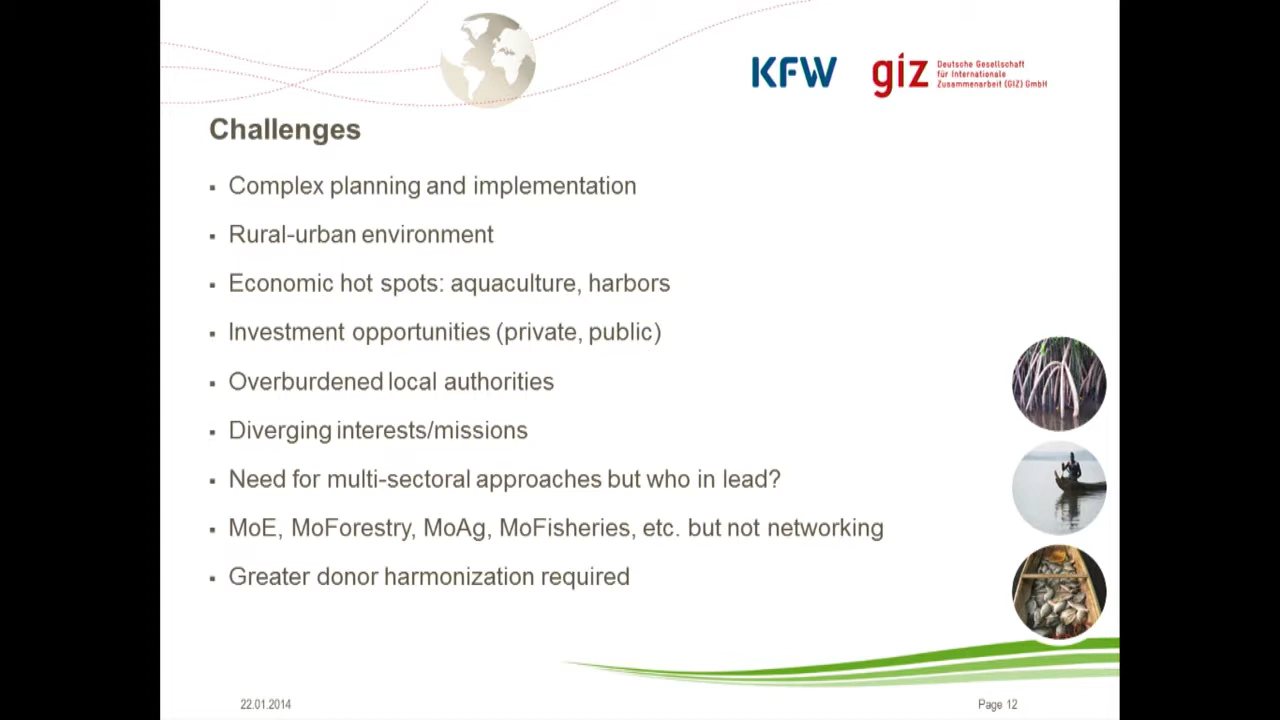 KFW
giz
Deutsche Gesellschaft
für Internationale
Zusammenarbeit (GIZ) GmbH
Challenges
▪ Complex planning and implementation
▪ Rural-urban environment
▪ Economic hot spots: aquaculture, harbors
▪ Investment opportunities (private, public)
▪ Overburdened local authorities
▪ Diverging interests/missions
▪ Need for multi-sectoral approaches but who in lead?
▪ MoE, MoForestry, MoAg, MoFisheries, etc. but not networking
▪ Greater donor harmonization required
22.01.2014
Page 12